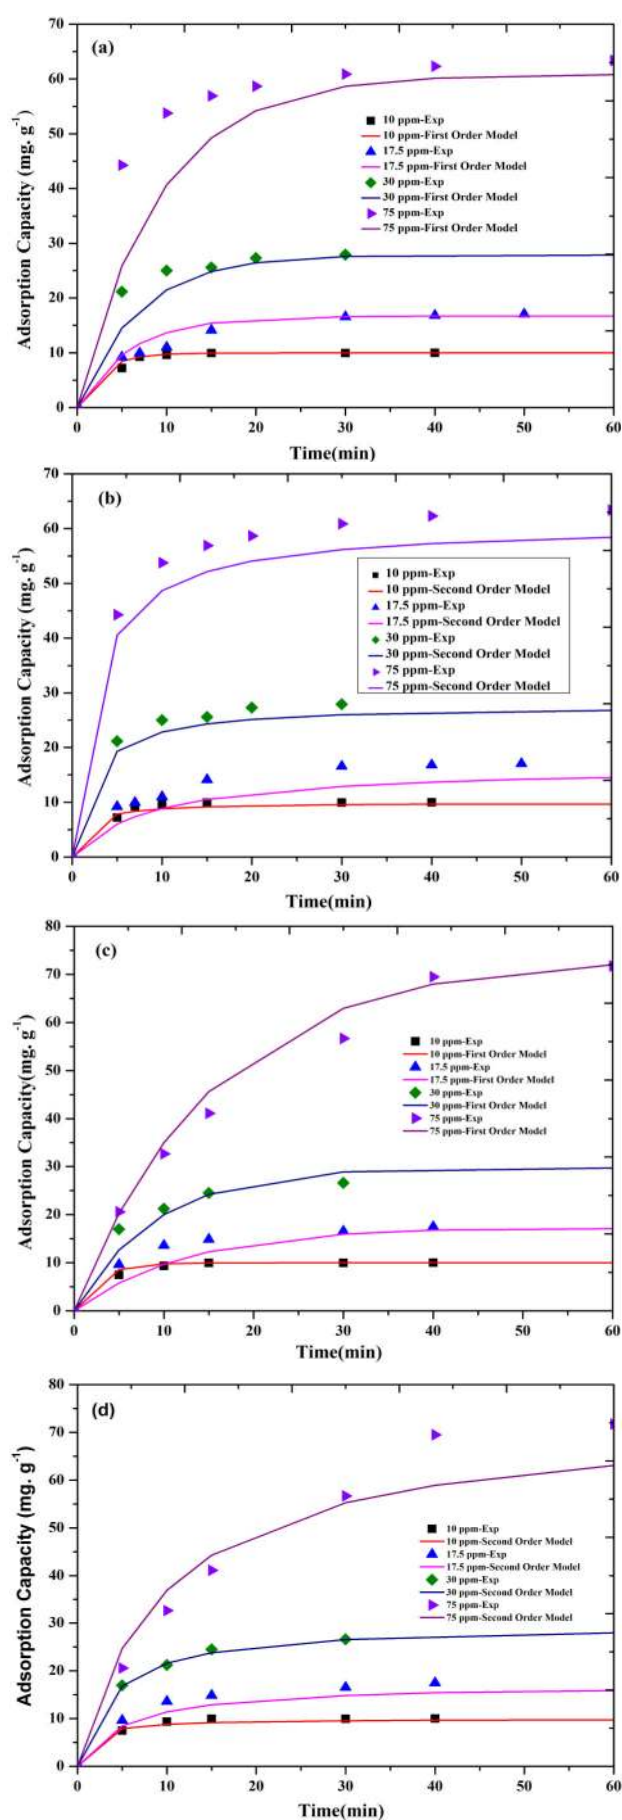 (a)
70
60
50
40
30
20
10
0
Adsorption Capacity (mg. g-1)
10 ppm-Exp
10 ppm-First Order Model
17.5 ppm-Exp
17.5 ppm-First Order Model
30 ppm-Exp
30 ppm-First Order Model
75 ppm-Exp
75 ppm-First Order Model
0 10 20 30 40 50 60
Time(min)
(b)
70
60
50
40
30
20
10
0
Adsorption Capacity (mg. g-1)
10 ppm-Exp
10 ppm-Second Order Model
17.5 ppm-Exp
17.5 ppm-Second Order Model
30 ppm-Exp
30 ppm-Second Order Model
75 ppm-Exp
75 ppm-Second Order Model
0 10 20 30 40 50 60
Time(min)
(c)
80
70
60
50
40
30
20
10
0
Adsorption Capacity(mg. g-1)
10 ppm-Exp
10 ppm-First Order Model
17.5 ppm-Exp
17.5 ppm-First Order Model
30 ppm-Exp
30 ppm-First Order Model
75 ppm-Exp
75 ppm-First Order Model
0 10 20 30 40 50 60
Time(min)
(d)
80
70
60
50
40
30
20
10
0
Adsorption Capacity (mg. g-1)
10 ppm-Exp
10 ppm-Second Order Model
17.5 ppm-Exp
17.5 ppm-Second Order Model
30 ppm-Exp
30 ppm-Second Order Model
75 ppm-Exp
75 ppm-Second Order Model
0 10 20 30 40 50 60
Time(min)